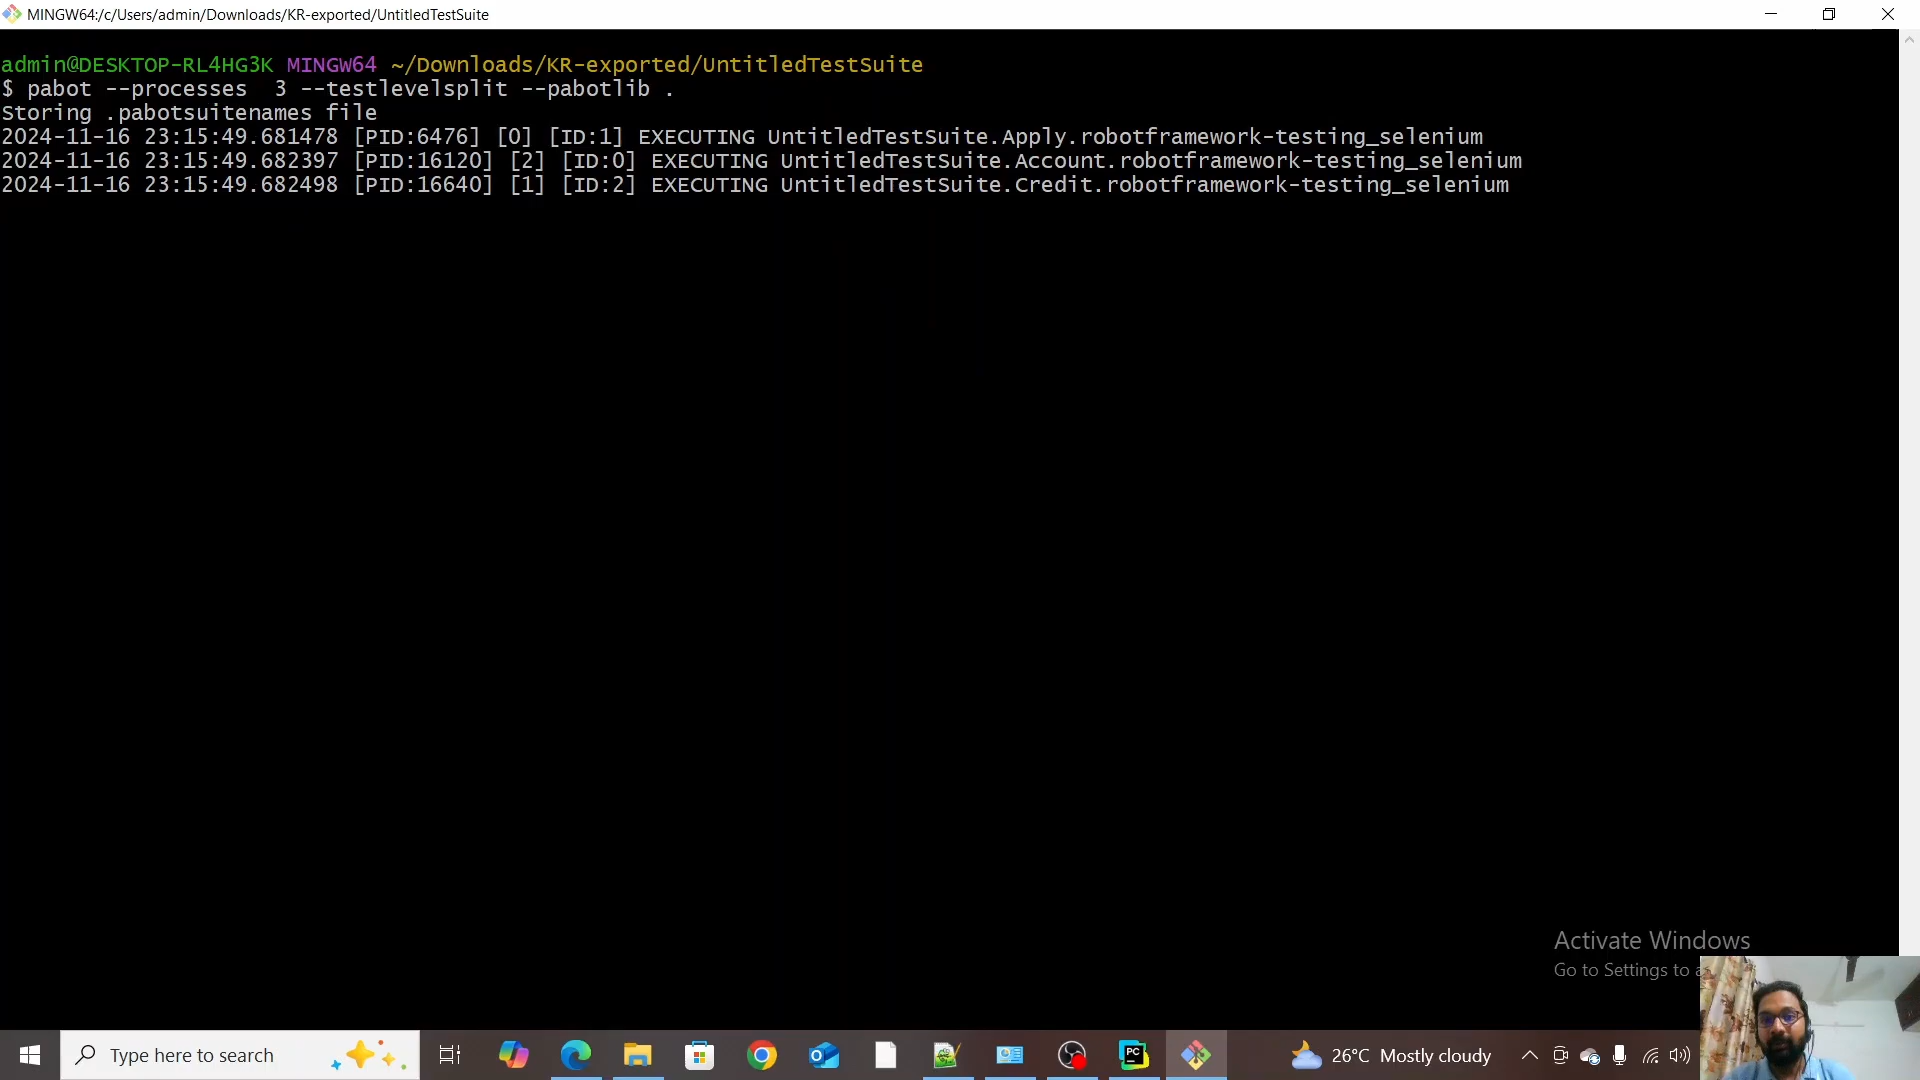 MINGW64:/c/Users/admin/Downloads/KR-exported/UntitledTestSuite
admin@DESKTOP-RL4HG3K MINGW64 ~/Downloads/KR-exported/UntitledTestSuite
$ pabot --processes  3 --testlevelsplit --pabotlib .
Storing .pabotsuitenames file
2024-11-16 23:15:49.681478 [PID:6476] [0] [ID:1] EXECUTING UntitledTestSuite.Apply.robotframework-testing_selenium
2024-11-16 23:15:49.682397 [PID:16120] [2] [ID:0] EXECUTING UntitledTestSuite.Account.robotframework-testing_selenium
2024-11-16 23:15:49.682498 [PID:16640] [1] [ID:2] EXECUTING UntitledTestSuite.Credit.robotframework-testing_selenium
Activate Windows
Go to Settings to
Type here to search
PC
26°C Mostly cloudy